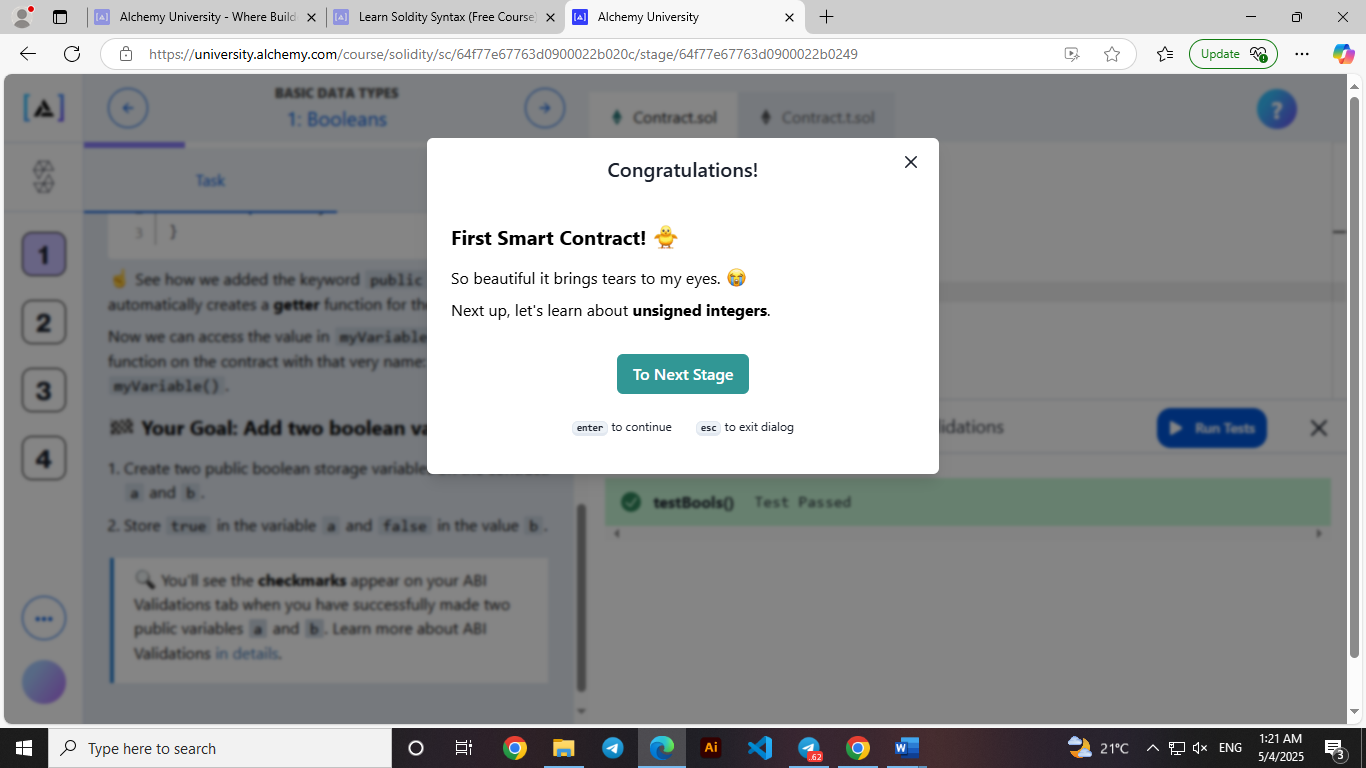 Alchemy University - Where Build
Learn Soldity Syntax (Free Course)
Alchemy University
https://university.alchemy.com/course/solidity/sc/64f77e67763d0900022b020c/stage/64f77e67763d0900022b0249
Update
BASIC DATA TYPES
1: Booleans
Contract.sol
Contract.t.sol
?
Task
1
2
3
4
3 }
See how we added the keyword public
automatically creates a getter function for the
Now we can access the value in myVariable
function on the contract with that very name:
myVariable().
Your Goal: Add two boolean va
1. Create two public boolean storage variable
a and b.
2. Store true in the variable a and false in the value b.
You'll see the checkmarks appear on your ABI
Validations tab when you have successfully made two
public variables a and b. Learn more about ABI
Validations in details.
Congratulations!
First Smart Contract! 🐥
So beautiful it brings tears to my eyes. 😭
Next up, let's learn about unsigned integers.
To Next Stage
enter to continue esc to exit dialog
lidations
Run Tests
testBools() Test Passed
Type here to search
Ai
62
21°C
ENG
1:21 AM
5/4/2025
3